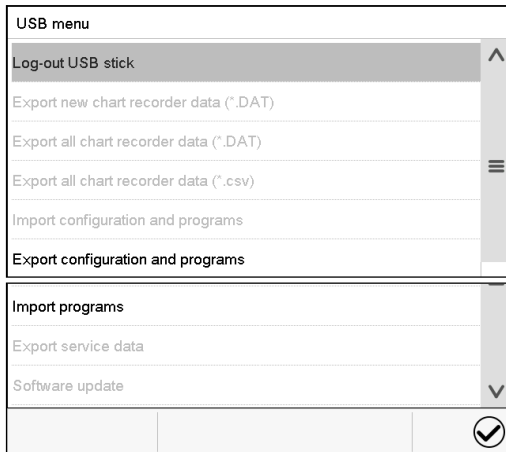 USB menu
Log-out USB stick
Export new chart recorder data (*.DAT)
Export all chart recorder data (*.DAT)
Export all chart recorder data (*.csv)
Import configuration and programs
Export configuration and programs
Import programs
Export service data
Software update